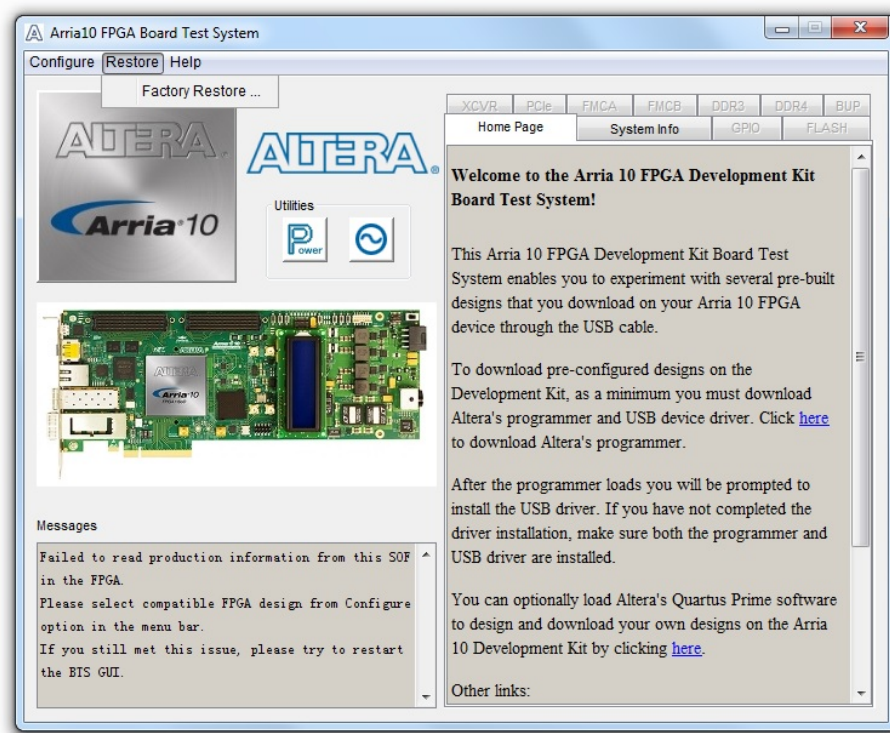 Arria10 FPGA Board Test System
Configure Restore Help
Factory Restore ...
ALTERA.
Arria 10
ALTERA®
Utilities
Power
ALTERA
Arria 10
Messages
Failed to read production information from this SOF
in the FPGA.
Please select compatible FPGA design from Configure
option in the menu bar.
If you still met this issue, please try to restart
the BTS GUI.
XCVR PCIe FMCA FMCB DDR3 DDR4 BUP
Home Page System Info GPIO FLASH
Welcome to the Arria 10 FPGA Development Kit
Board Test System!
This Arria 10 FPGA Development Kit Board Test
System enables you to experiment with several pre-built
designs that you download on your Arria 10 FPGA
device through the USB cable.
To download pre-configured designs on the
Development Kit, as a minimum you must download
Altera's programmer and USB device driver. Click here
to download Altera's programmer.
After the programmer loads you will be prompted to
install the USB driver. If you have not completed the
driver installation, make sure both the programmer and
USB driver are installed.
You can optionally load Altera's Quartus Prime software
to design and download your own designs on the Arria
10 Development Kit by clicking here.
Other links: